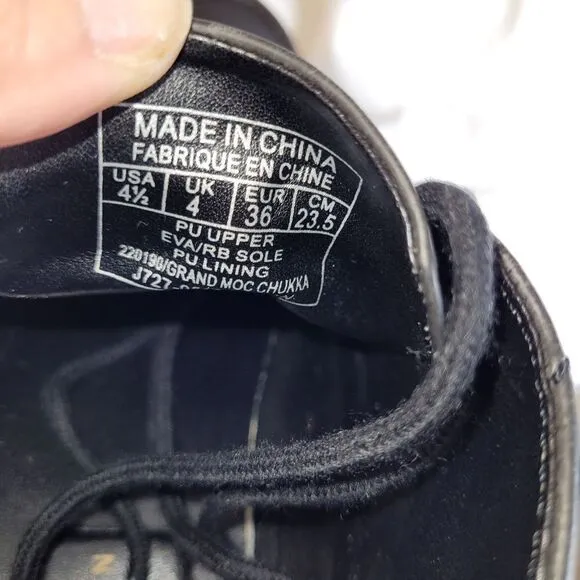 MADE IN CHINA
FABRIQUE EN CHINE
USA UK EUR CM
4½ 4 36 23.5
PU UPPER
EVA/RB SOLE
PU LINING
220190/GRAND MOC CHUKKA
J727
N